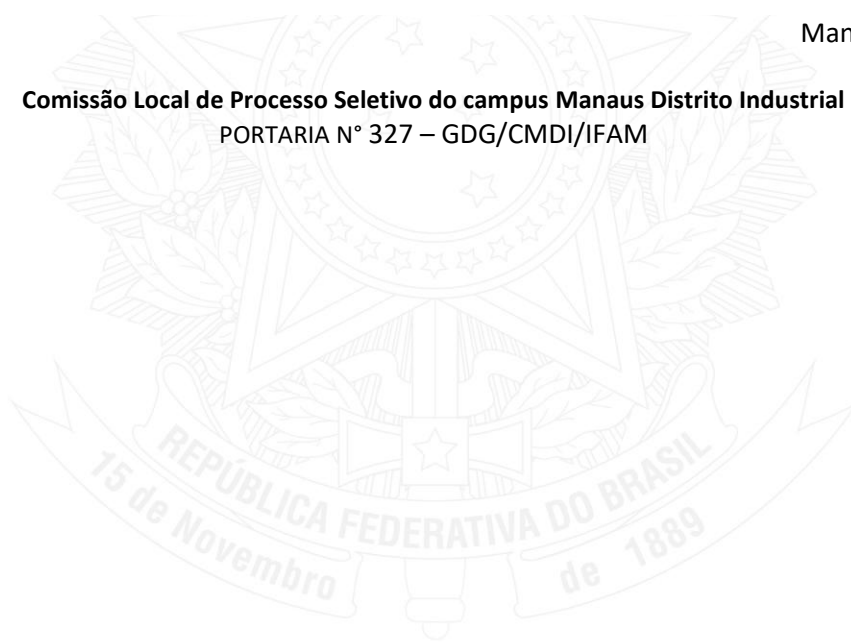 Man
Comissão Local de Processo Seletivo do campus Manaus Distrito Industrial
PORTARIA N° 327 – GDG/CMDI/IFAM
REPÚBLICA FEDERATIVA DO BRASIL
15 de Novembro de 1889